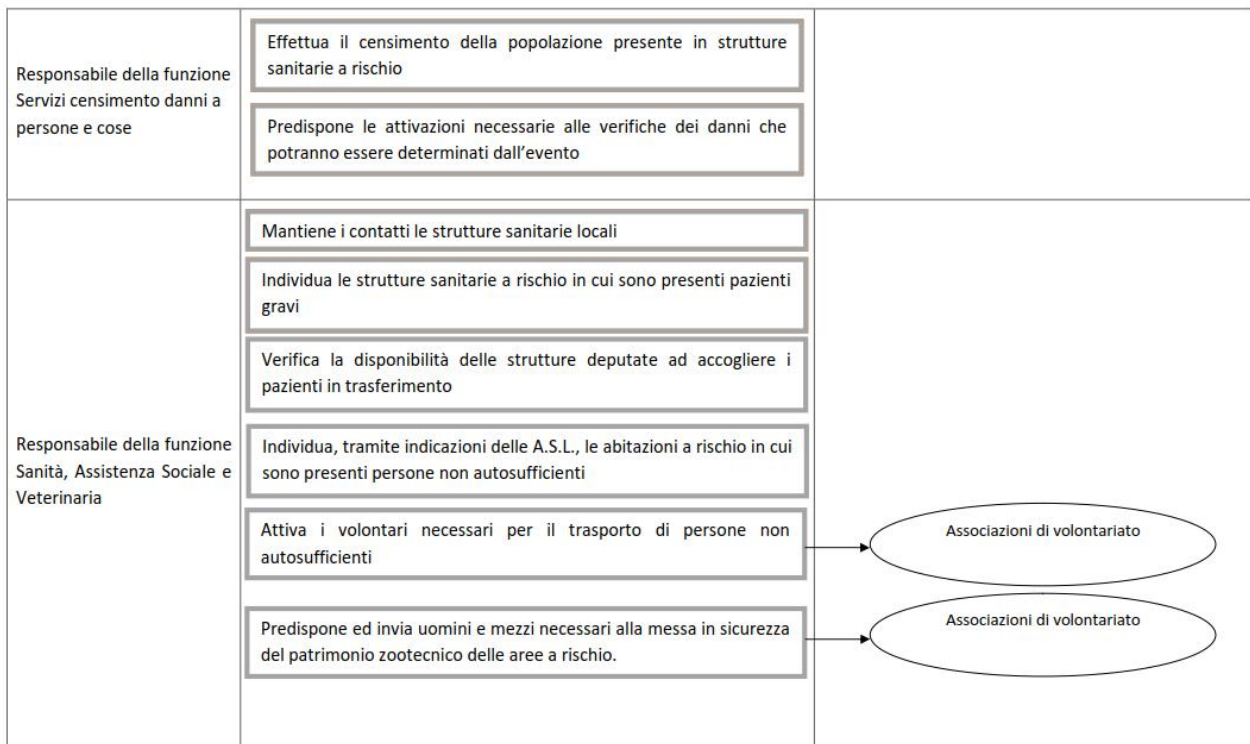 Responsabile della funzione
Servizi censimento danni a
persone e cose
Effettua il censimento della popolazione presente in strutture
sanitarie a rischio
Predispone le attivazioni necessarie alle verifiche dei danni che
potranno essere determinati dall’evento
Responsabile della funzione
Sanità, Assistenza Sociale e
Veterinaria
Mantiene i contatti le strutture sanitarie locali
Individua le strutture sanitarie a rischio in cui sono presenti pazienti
gravi
Verifica la disponibilità delle strutture deputate ad accogliere i
pazienti in trasferimento
Individua, tramite indicazioni delle A.S.L., le abitazioni a rischio in cui
sono presenti persone non autosufficienti
Attiva i volontari necessari per il trasporto di persone non
autosufficienti
Associazioni di volontariato
Predispone ed invia uomini e mezzi necessari alla messa in sicurezza
del patrimonio zootecnico delle aree a rischio.
Associazioni di volontariato